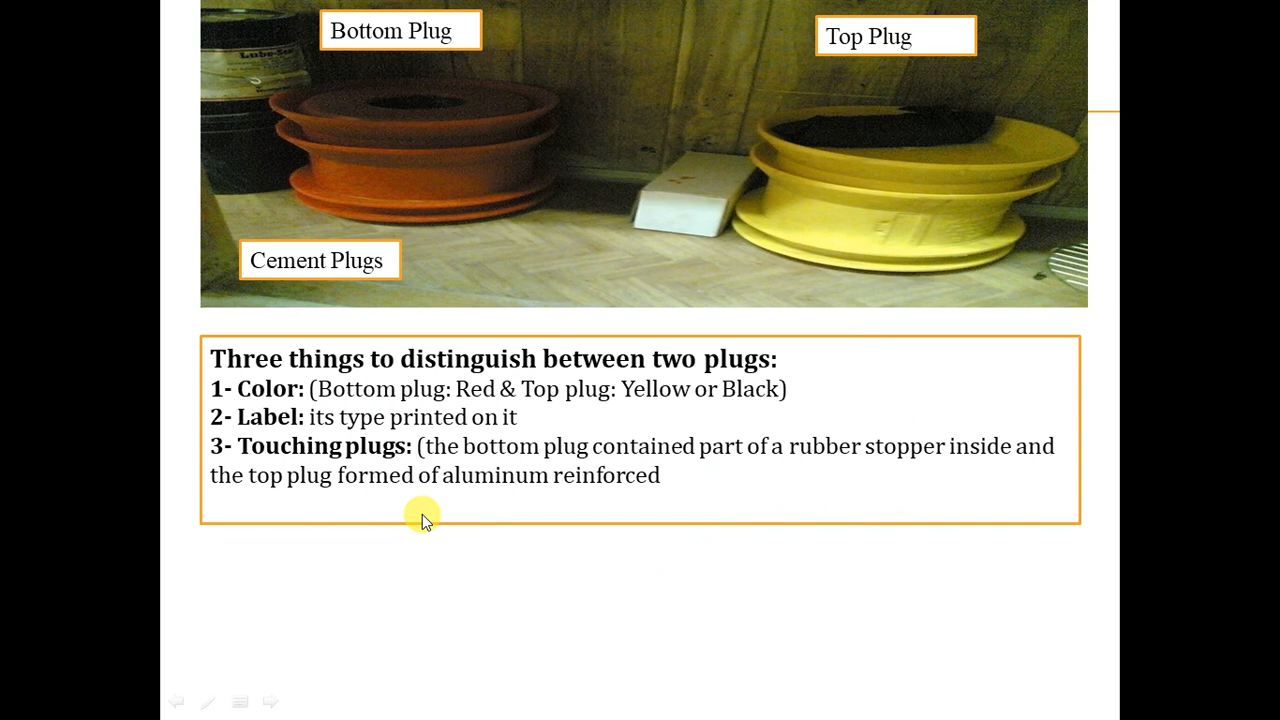 Bottom Plug
Top Plug
Cement Plugs
Three things to distinguish between two plugs:
1- Color: (Bottom plug: Red & Top plug: Yellow or Black)
2- Label: its type printed on it
3- Touching plugs: (the bottom plug contained part of a rubber stopper inside and
the top plug formed of aluminum reinforced